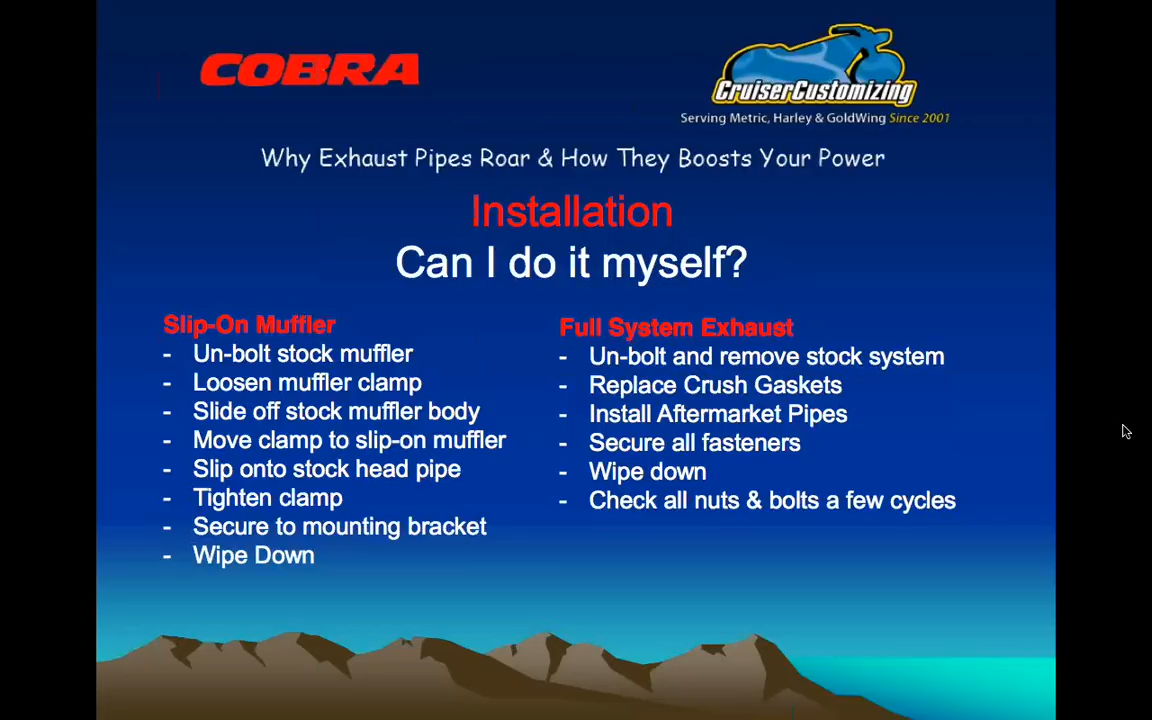 COBRA
CruiserCustomizing
Serving Metric, Harley & GoldWing Since 2001
Why Exhaust Pipes Roar & How They Boosts Your Power
Installation
Can I do it myself?
Slip-On Muffler
- Un-bolt stock muffler
- Loosen muffler clamp
- Slide off stock muffler body
- Move clamp to slip-on muffler
- Slip onto stock head pipe
- Tighten clamp
- Secure to mounting bracket
- Wipe Down
Full System Exhaust
- Un-bolt and remove stock system
- Replace Crush Gaskets
- Install Aftermarket Pipes
- Secure all fasteners
- Wipe down
- Check all nuts & bolts a few cycles